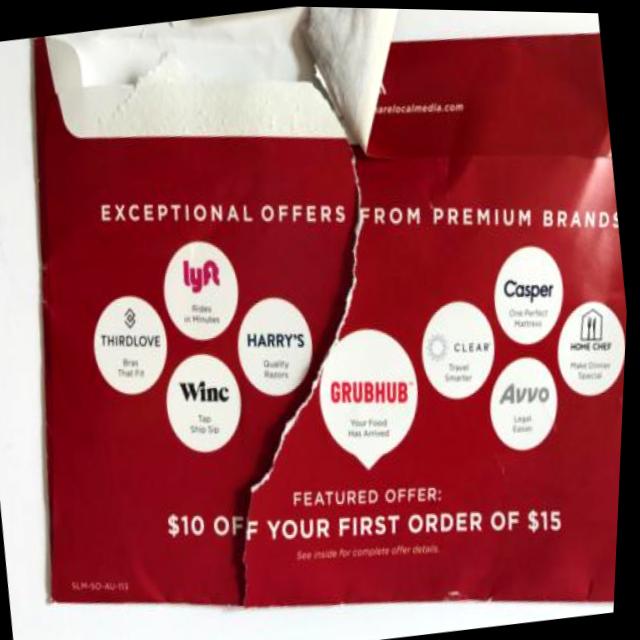 arelocalmedia.com
EXCEPTIONAL OFFERS FROM PREMIUM BRANDS
lyft
Rides
in Minutes
THIRDLOVE
Bras
That Fit
HARRY'S
Quality
Razors
Winc
Tap
Ship Sip
GRUBHUB
Your Food
Has Arrived
CLEAR
Travel
Smarter
Casper
One Perfect
Mattress
HOME CHEF
Make Dinner
Special
Avvo
Legal
Easier
FEATURED OFFER:
$10 OFF YOUR FIRST ORDER OF $15
See inside for complete offer details.
SLM-SO-AU-113